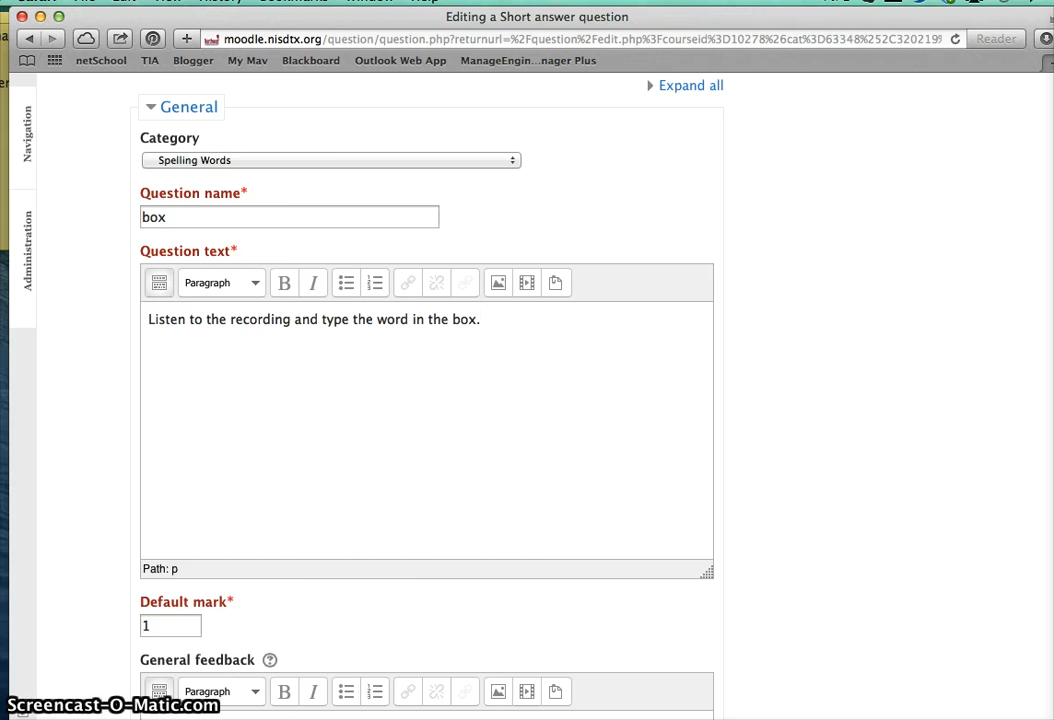 Editing a Short answer question
moodle.nisdtx.org/question/question.php?returnurl=%2Fquestion%2Fedit.php%3Fcourseid%3D10278%26cat%3D63348%252C320219% Reader
netSchool TIA Blogger My Mav Blackboard Outlook Web App ManageEngin...nager Plus
Expand all
General
Navigation
Category
Spelling Words
Question name*
box
Administration
Question text*
Paragraph B I
Listen to the recording and type the word in the box.
Path: p
Default mark*
1
General feedback ?
Paragraph B I
Screencast-O-Matic.com